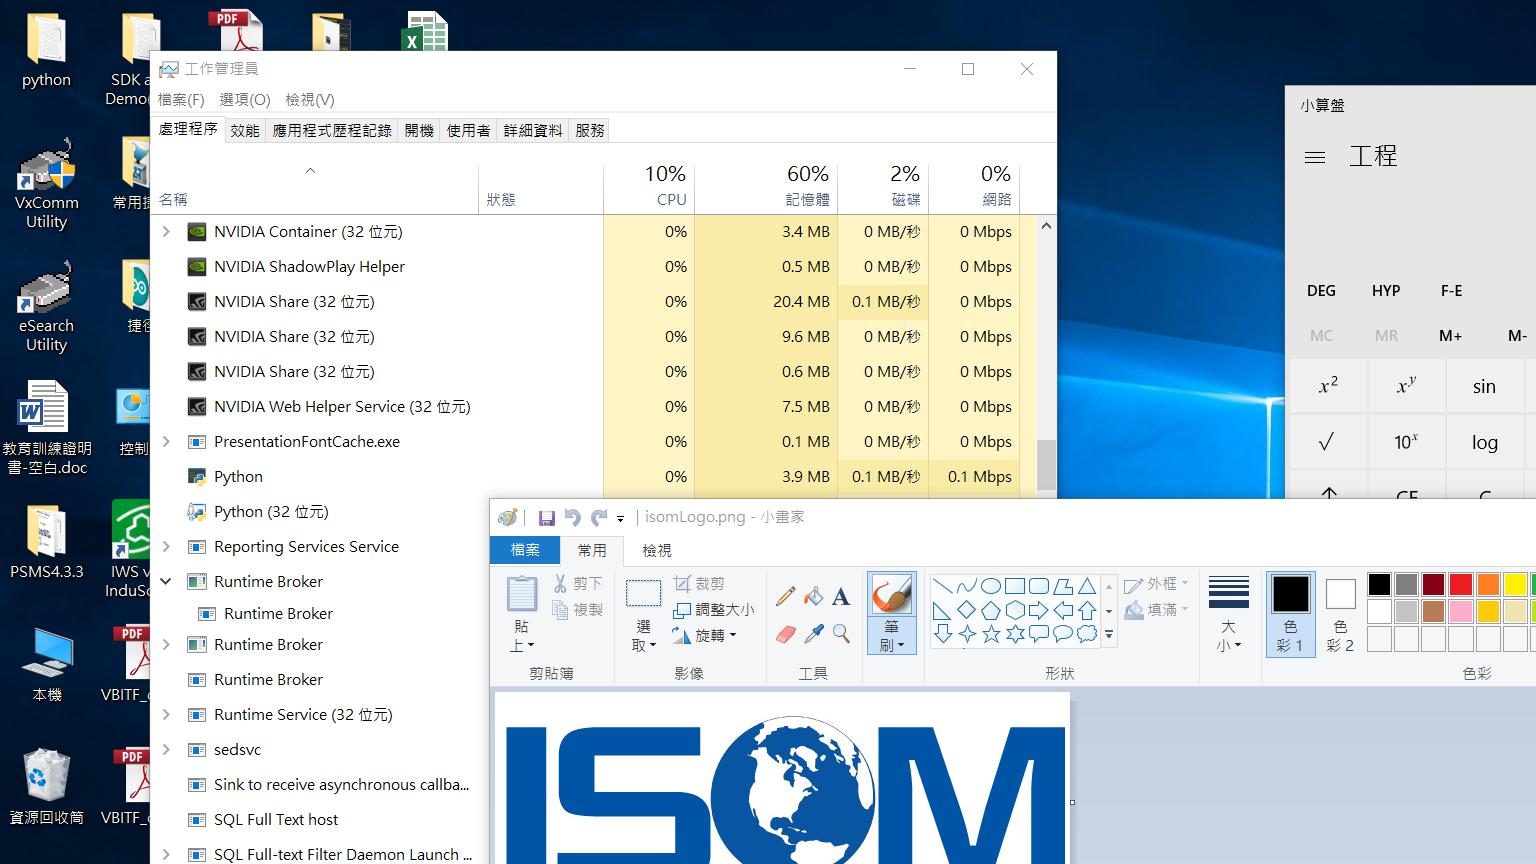 python
SDK a
Demo(
VxComm
Utility
常用捷
eSearch
Utility
捷徑
教育訓練證明
書-空白.doc
控制
PSMS4.3.3
IWS v
InduSo
本機
VBITF_
資源回收筒
VBITF_
工作管理員
檔案(F) 選項(O) 檢視(V)
處理程序 效能 應用程式歷程記錄 開機 使用者 詳細資料 服務
10% 60% 2% 0%
名稱 狀態 CPU 記憶體 磁碟 網路
NVIDIA Container (32 位元) 0% 3.4 MB 0 MB/秒 0 Mbps
NVIDIA ShadowPlay Helper 0% 0.5 MB 0 MB/秒 0 Mbps
NVIDIA Share (32 位元) 0% 20.4 MB 0.1 MB/秒 0 Mbps
NVIDIA Share (32 位元) 0% 9.6 MB 0 MB/秒 0 Mbps
NVIDIA Share (32 位元) 0% 0.6 MB 0 MB/秒 0 Mbps
NVIDIA Web Helper Service (32 位元) 0% 7.5 MB 0 MB/秒 0 Mbps
PresentationFontCache.exe 0% 0.1 MB 0 MB/秒 0 Mbps
Python 0% 3.9 MB 0.1 MB/秒 0.1 Mbps
Python (32 位元)
Reporting Services Service
Runtime Broker
Runtime Broker
Runtime Broker
Runtime Broker
Runtime Service (32 位元)
sedsvc
Sink to receive asynchronous callba...
SQL Full Text host
SQL Full-text Filter Daemon Launch ...
小算盤
工程
DEG HYP F-E
MC MR M+ M-
x² xʸ sin
√ 10ˣ log
↑ CE C
isomLogo.png - 小畫家
檔案 常用 檢視
貼上
剪下
複製
剪貼簿
選取
裁剪
調整大小
旋轉
影像
工具
筆刷
外框
填滿
形狀
大小
色彩 1
色彩 2
色彩
ISOM